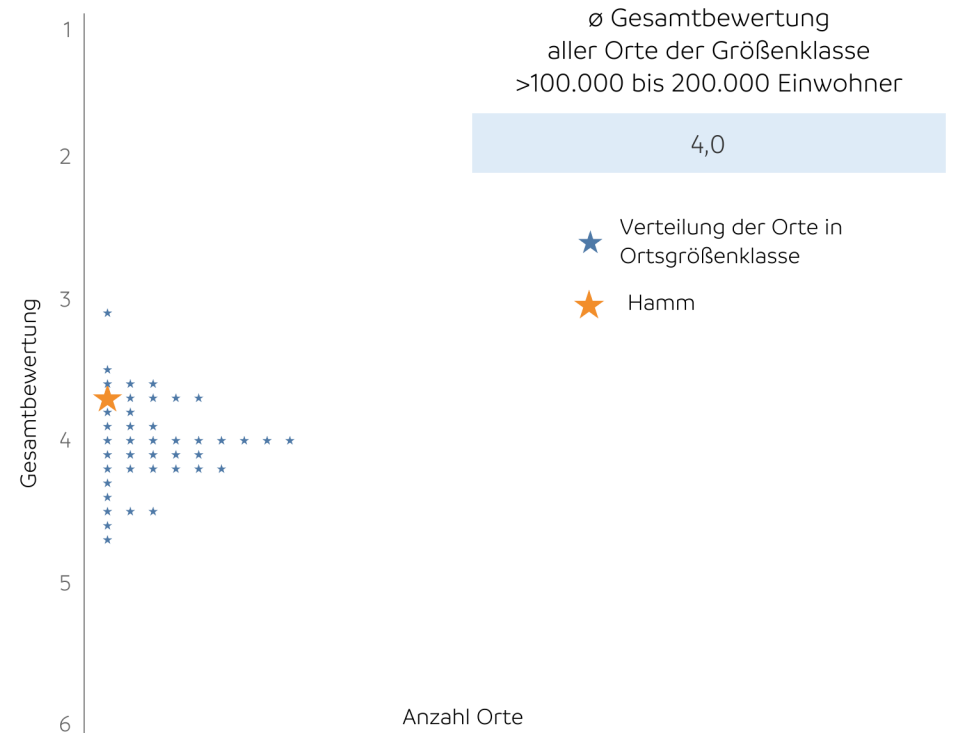 ø Gesamtbewertung
aller Orte der Größenklasse
>100.000 bis 200.000 Einwohner
4,0
Verteilung der Orte in
Ortsgrößenklasse
Hamm
Gesamtbewertung
1
2
3
4
5
6
Anzahl Orte